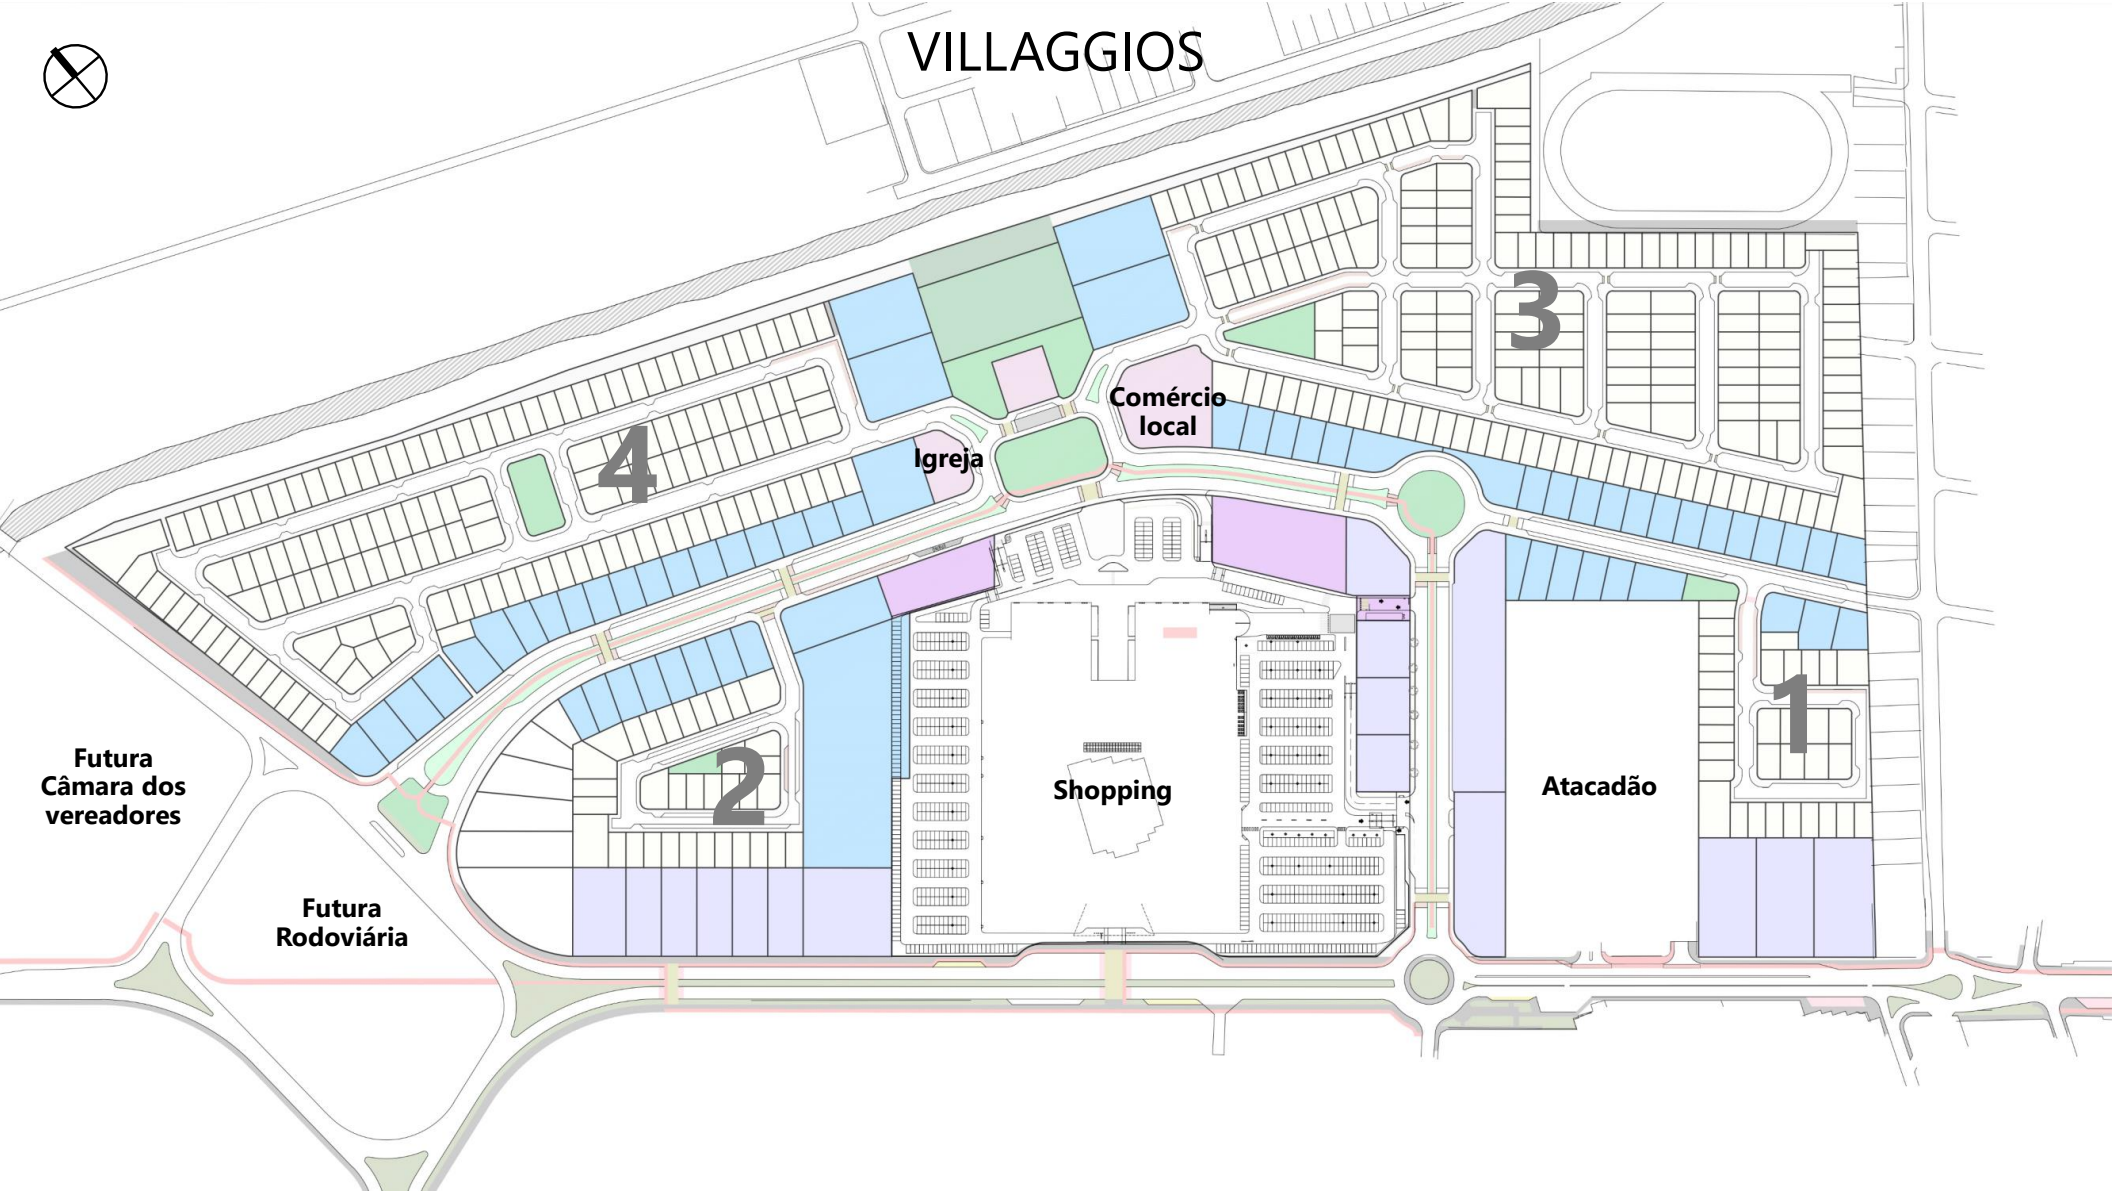 VILLAGGIOS
3
Comércio
local
4
Igreja
1
2
Futura
Câmara dos
vereadores
Shopping
Atacadão
Futura
Rodoviária